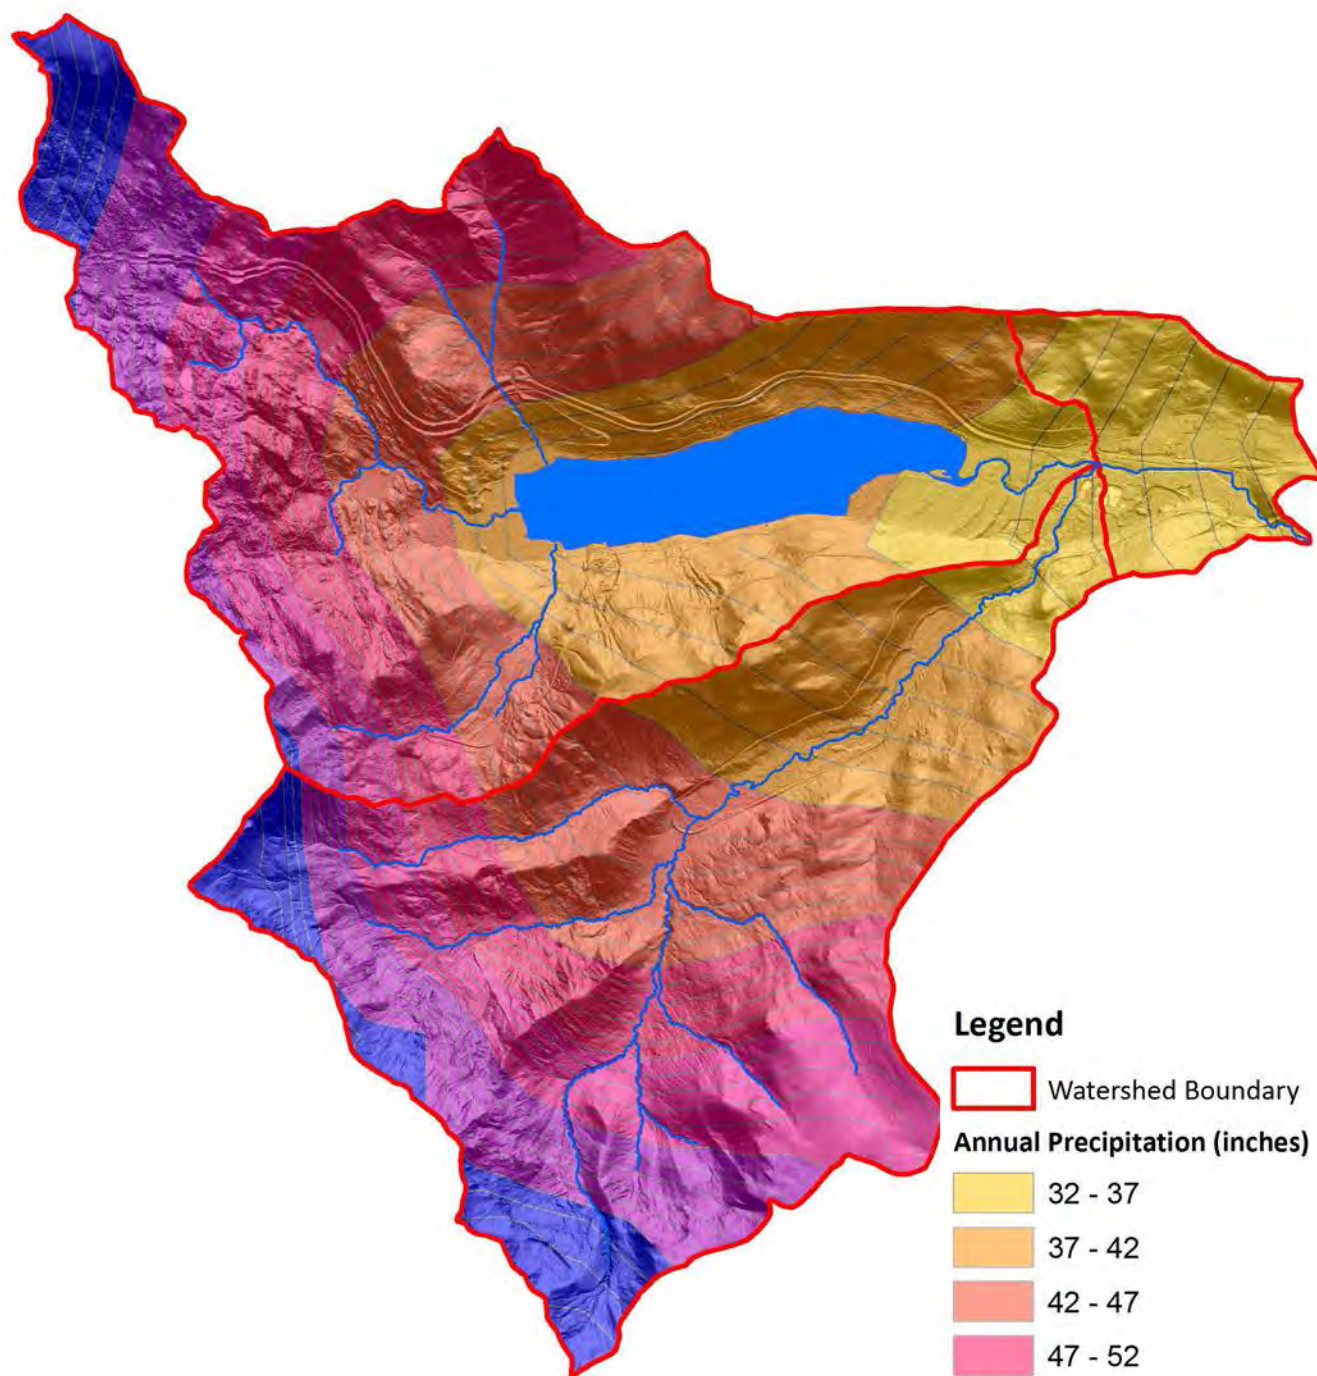 Legend
Watershed Boundary
Annual Precipitation (inches)
32 - 37
37 - 42
42 - 47
47 - 52